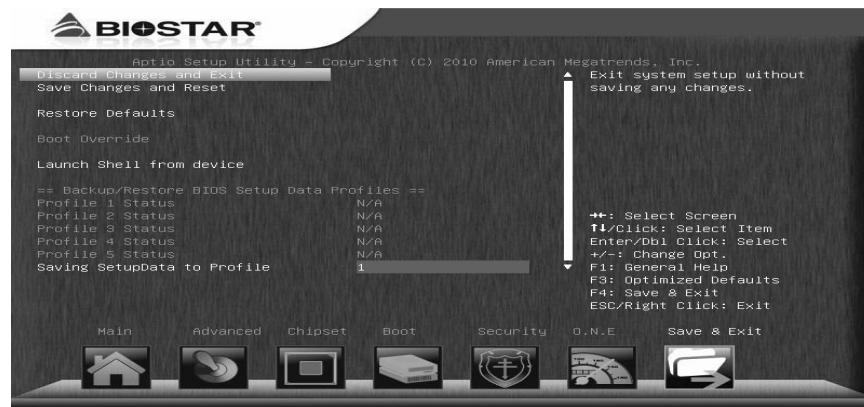 BIOSTAR
Aptio Setup Utility – Copyright (C) 2010 American Megatrends, Inc.
Discard Changes and Exit
Save Changes and Reset
Restore Defaults
Boot Override
Launch Shell from device
== Backup/Restore BIOS Setup Data Profiles ==
Profile 1 Status N/A
Profile 2 Status N/A
Profile 3 Status N/A
Profile 4 Status N/A
Profile 5 Status N/A
Saving SetupData to Profile 1
Exit system setup without
saving any changes.
→←: Select Screen
↑↓/Click: Select Item
Enter/Dbl Click: Select
+/-: Change Opt.
F1: General Help
F3: Optimized Defaults
F4: Save & Exit
ESC/Right Click: Exit
Main Advanced Chipset Boot Security O.N.E Save & Exit